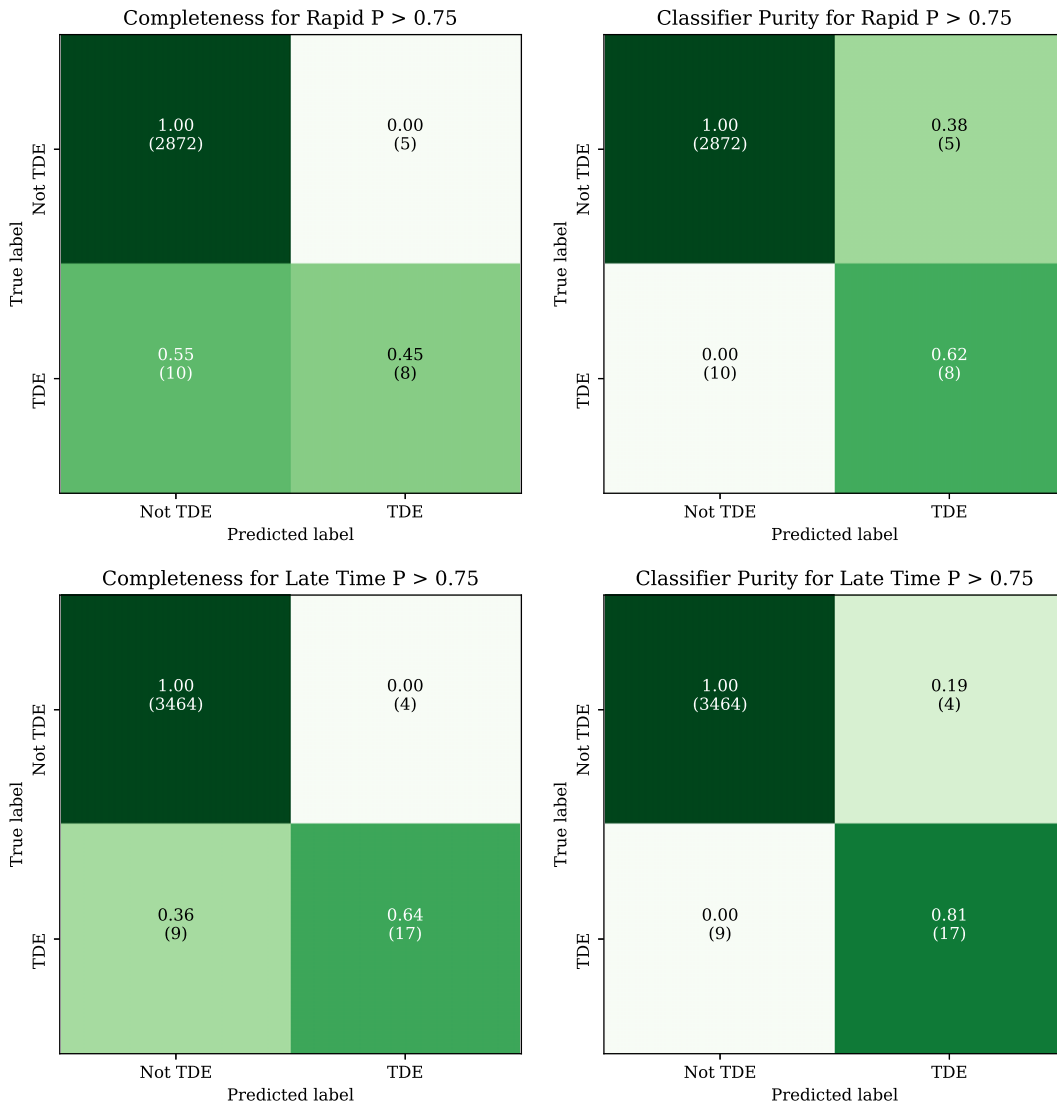 Completeness for Rapid P > 0.75
True label
Not TDE
TDE
1.00
(2872)
0.00
(5)
0.55
(10)
0.45
(8)
Not TDE
TDE
Predicted label
Classifier Purity for Rapid P > 0.75
True label
Not TDE
TDE
1.00
(2872)
0.38
(5)
0.00
(10)
0.62
(8)
Not TDE
TDE
Predicted label
Completeness for Late Time P > 0.75
True label
Not TDE
TDE
1.00
(3464)
0.00
(4)
0.36
(9)
0.64
(17)
Not TDE
TDE
Predicted label
Classifier Purity for Late Time P > 0.75
True label
Not TDE
TDE
1.00
(3464)
0.19
(4)
0.00
(9)
0.81
(17)
Not TDE
TDE
Predicted label